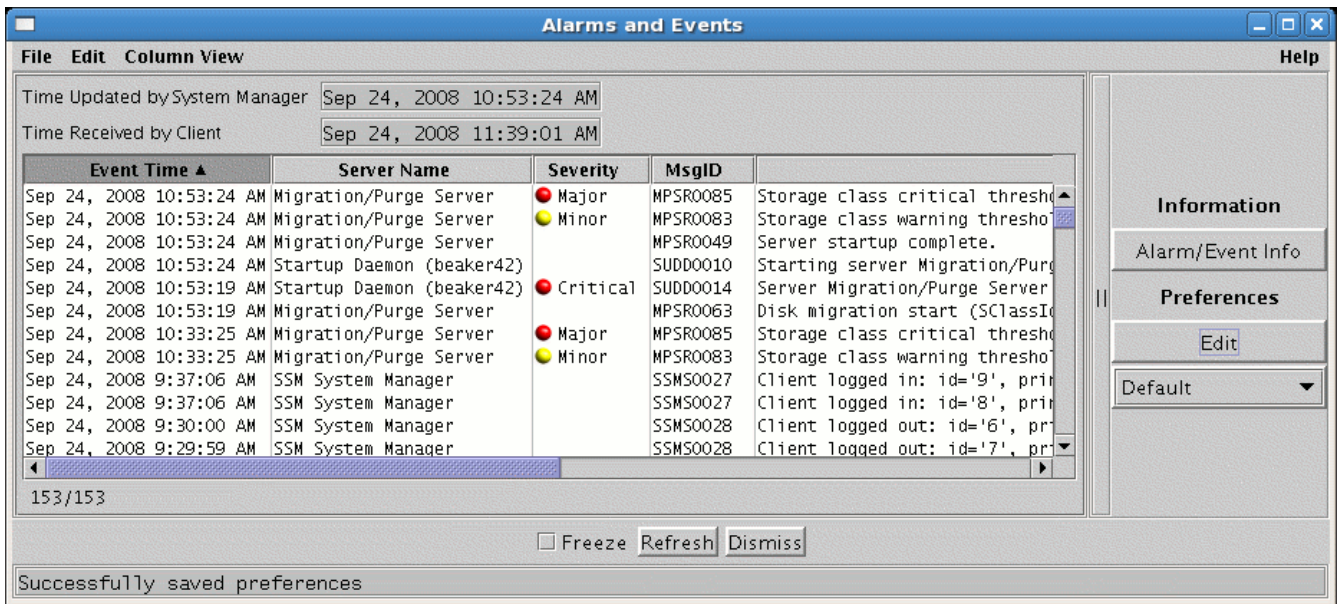 Alarms and Events
File Edit Column View Help
Time Updated by System Manager Sep 24, 2008 10:53:24 AM
Time Received by Client Sep 24, 2008 11:39:01 AM
Event Time ▲ Server Name Severity MsgID
Sep 24, 2008 10:53:24 AM Migration/Purge Server Major MPSR0085 Storage class critical thresh
Sep 24, 2008 10:53:24 AM Migration/Purge Server Minor MPSR0083 Storage class warning threshol
Sep 24, 2008 10:53:24 AM Migration/Purge Server MPSR0049 Server startup complete.
Sep 24, 2008 10:53:24 AM Startup Daemon (beaker42) SUDD0010 Starting server Migration/Purg
Sep 24, 2008 10:53:19 AM Startup Daemon (beaker42) Critical SUDD0014 Server Migration/Purge Server
Sep 24, 2008 10:53:19 AM Migration/Purge Server MPSR0063 Disk migration start (SClassId
Sep 24, 2008 10:33:25 AM Migration/Purge Server Major MPSR0085 Storage class critical thresh
Sep 24, 2008 10:33:25 AM Migration/Purge Server Minor MPSR0083 Storage class warning threshol
Sep 24, 2008 9:37:06 AM SSM System Manager SSMS0027 Client logged in: id='9', prin
Sep 24, 2008 9:37:06 AM SSM System Manager SSMS0027 Client logged in: id='8', prin
Sep 24, 2008 9:30:00 AM SSM System Manager SSMS0028 Client logged out: id='6', pr
Sep 24, 2008 9:29:59 AM SSM System Manager SSMS0028 Client logged out: id='7', pr
153/153
Information
Alarm/Event Info
Preferences
Edit
Default
Freeze Refresh Dismiss
Successfully saved preferences